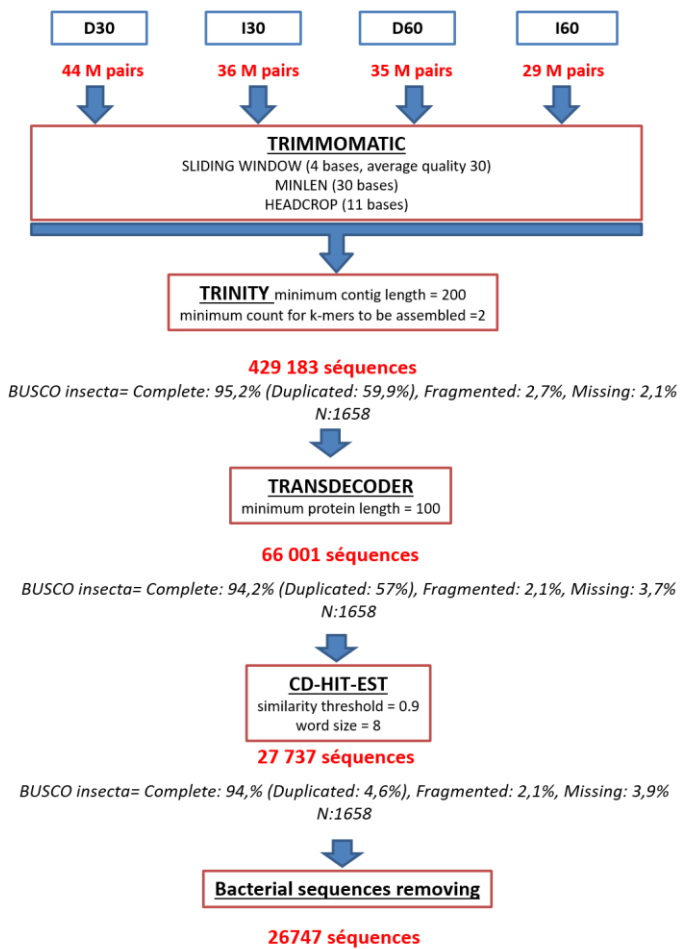 D30 I30 D60 I60
44 M pairs 36 M pairs 35 M pairs 29 M pairs
TRIMMOMATIC
SLIDING WINDOW (4 bases, average quality 30)
MINLEN (30 bases)
HEADCROP (11 bases)
TRINITY minimum contig length = 200
minimum count for k-mers to be assembled =2
429 183 séquences
BUSCO insecta= Complete: 95,2% (Duplicated: 59,9%), Fragmented: 2,7%, Missing: 2,1%
N:1658
TRANSDECODER
minimum protein length = 100
66 001 séquences
BUSCO insecta= Complete: 94,2% (Duplicated: 57%), Fragmented: 2,1%, Missing: 3,7%
N:1658
CD-HIT-EST
similarity threshold = 0.9
word size = 8
27 737 séquences
BUSCO insecta= Complete: 94,% (Duplicated: 4,6%), Fragmented: 2,1%, Missing: 3,9%
N:1658
Bacterial sequences removing
26747 séquences